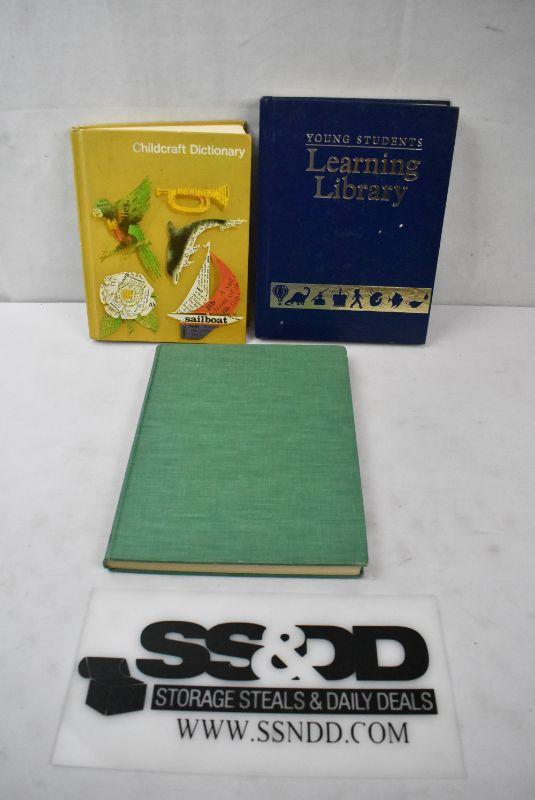 Childcraft Dictionary
sailboat
YOUNG STUDENTS
Learning
Library
SS&DD
STORAGE STEALS & DAILY DEALS
WWW.SSNDD.COM